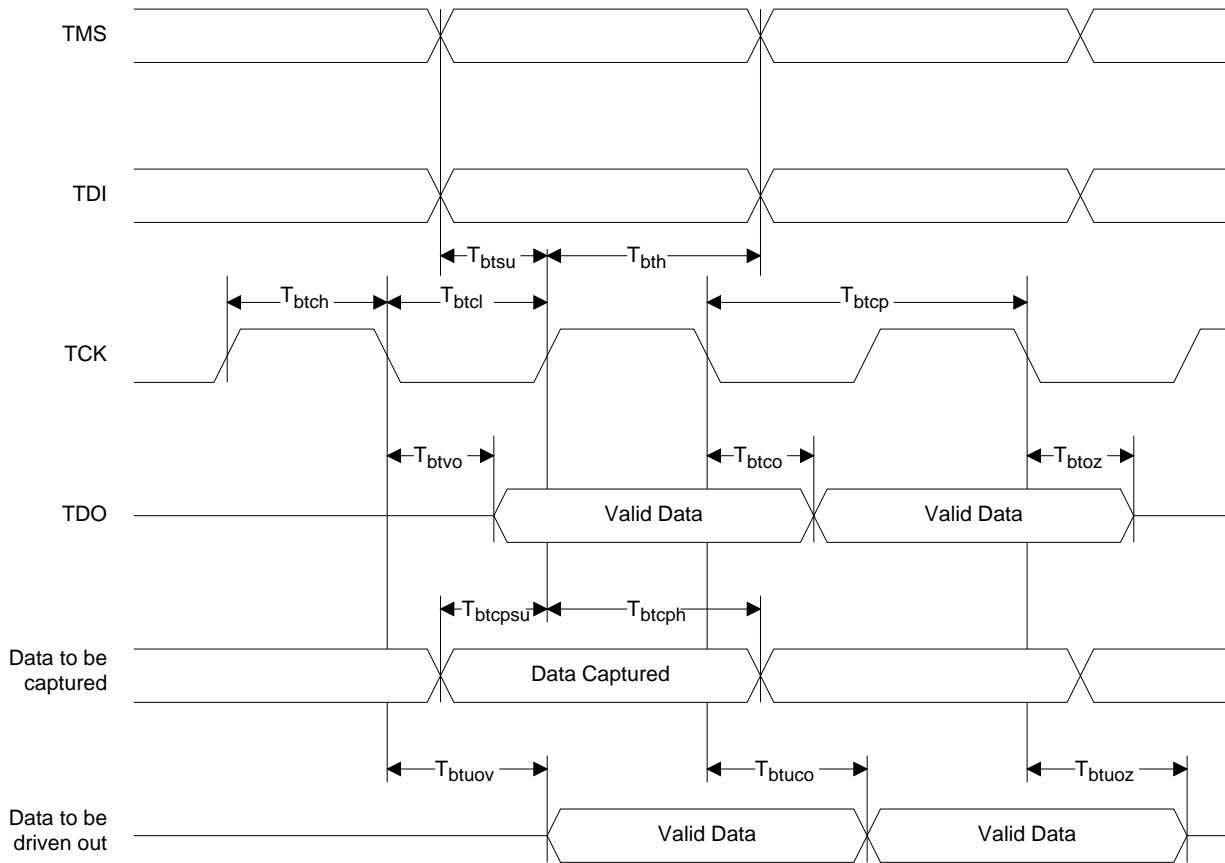 TMS
TDI
Tbtsu
Tbth
Tbtch
Tbtcl
Tbtcp
TCK
Tbtvo
Tbtco
Tbtoz
TDO
Valid Data
Valid Data
Tbtcpsu
Tbtcph
Data to be
captured
Data Captured
Tbtuov
Tbtuco
Tbtuoz
Data to be
driven out
Valid Data
Valid Data